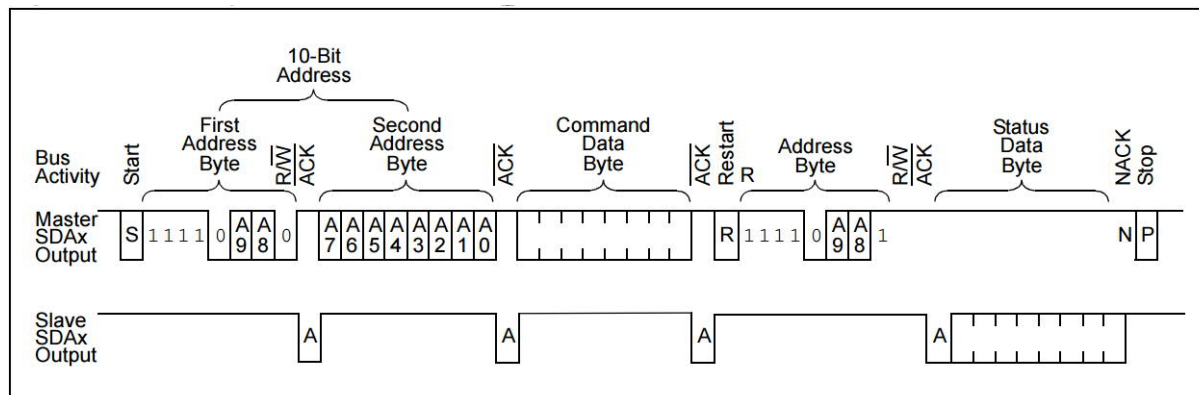 10-Bit
Address
First
Address
Byte
Second
Address
Byte
Command
Data
Byte
Address
Byte
Status
Data
Byte
Bus
Activity
Start
R/W
ACK
ACK
ACK
Restart
R
R/W
ACK
NACK
Stop
Master
SDAx
Output
S 1 1 1 1 0 A9 A8 0 A7 A6 A5 A4 A3 A2 A1 A0 R 1 1 1 1 0 A9 A8 1 N P
Slave
SDAx
Output
A A A A